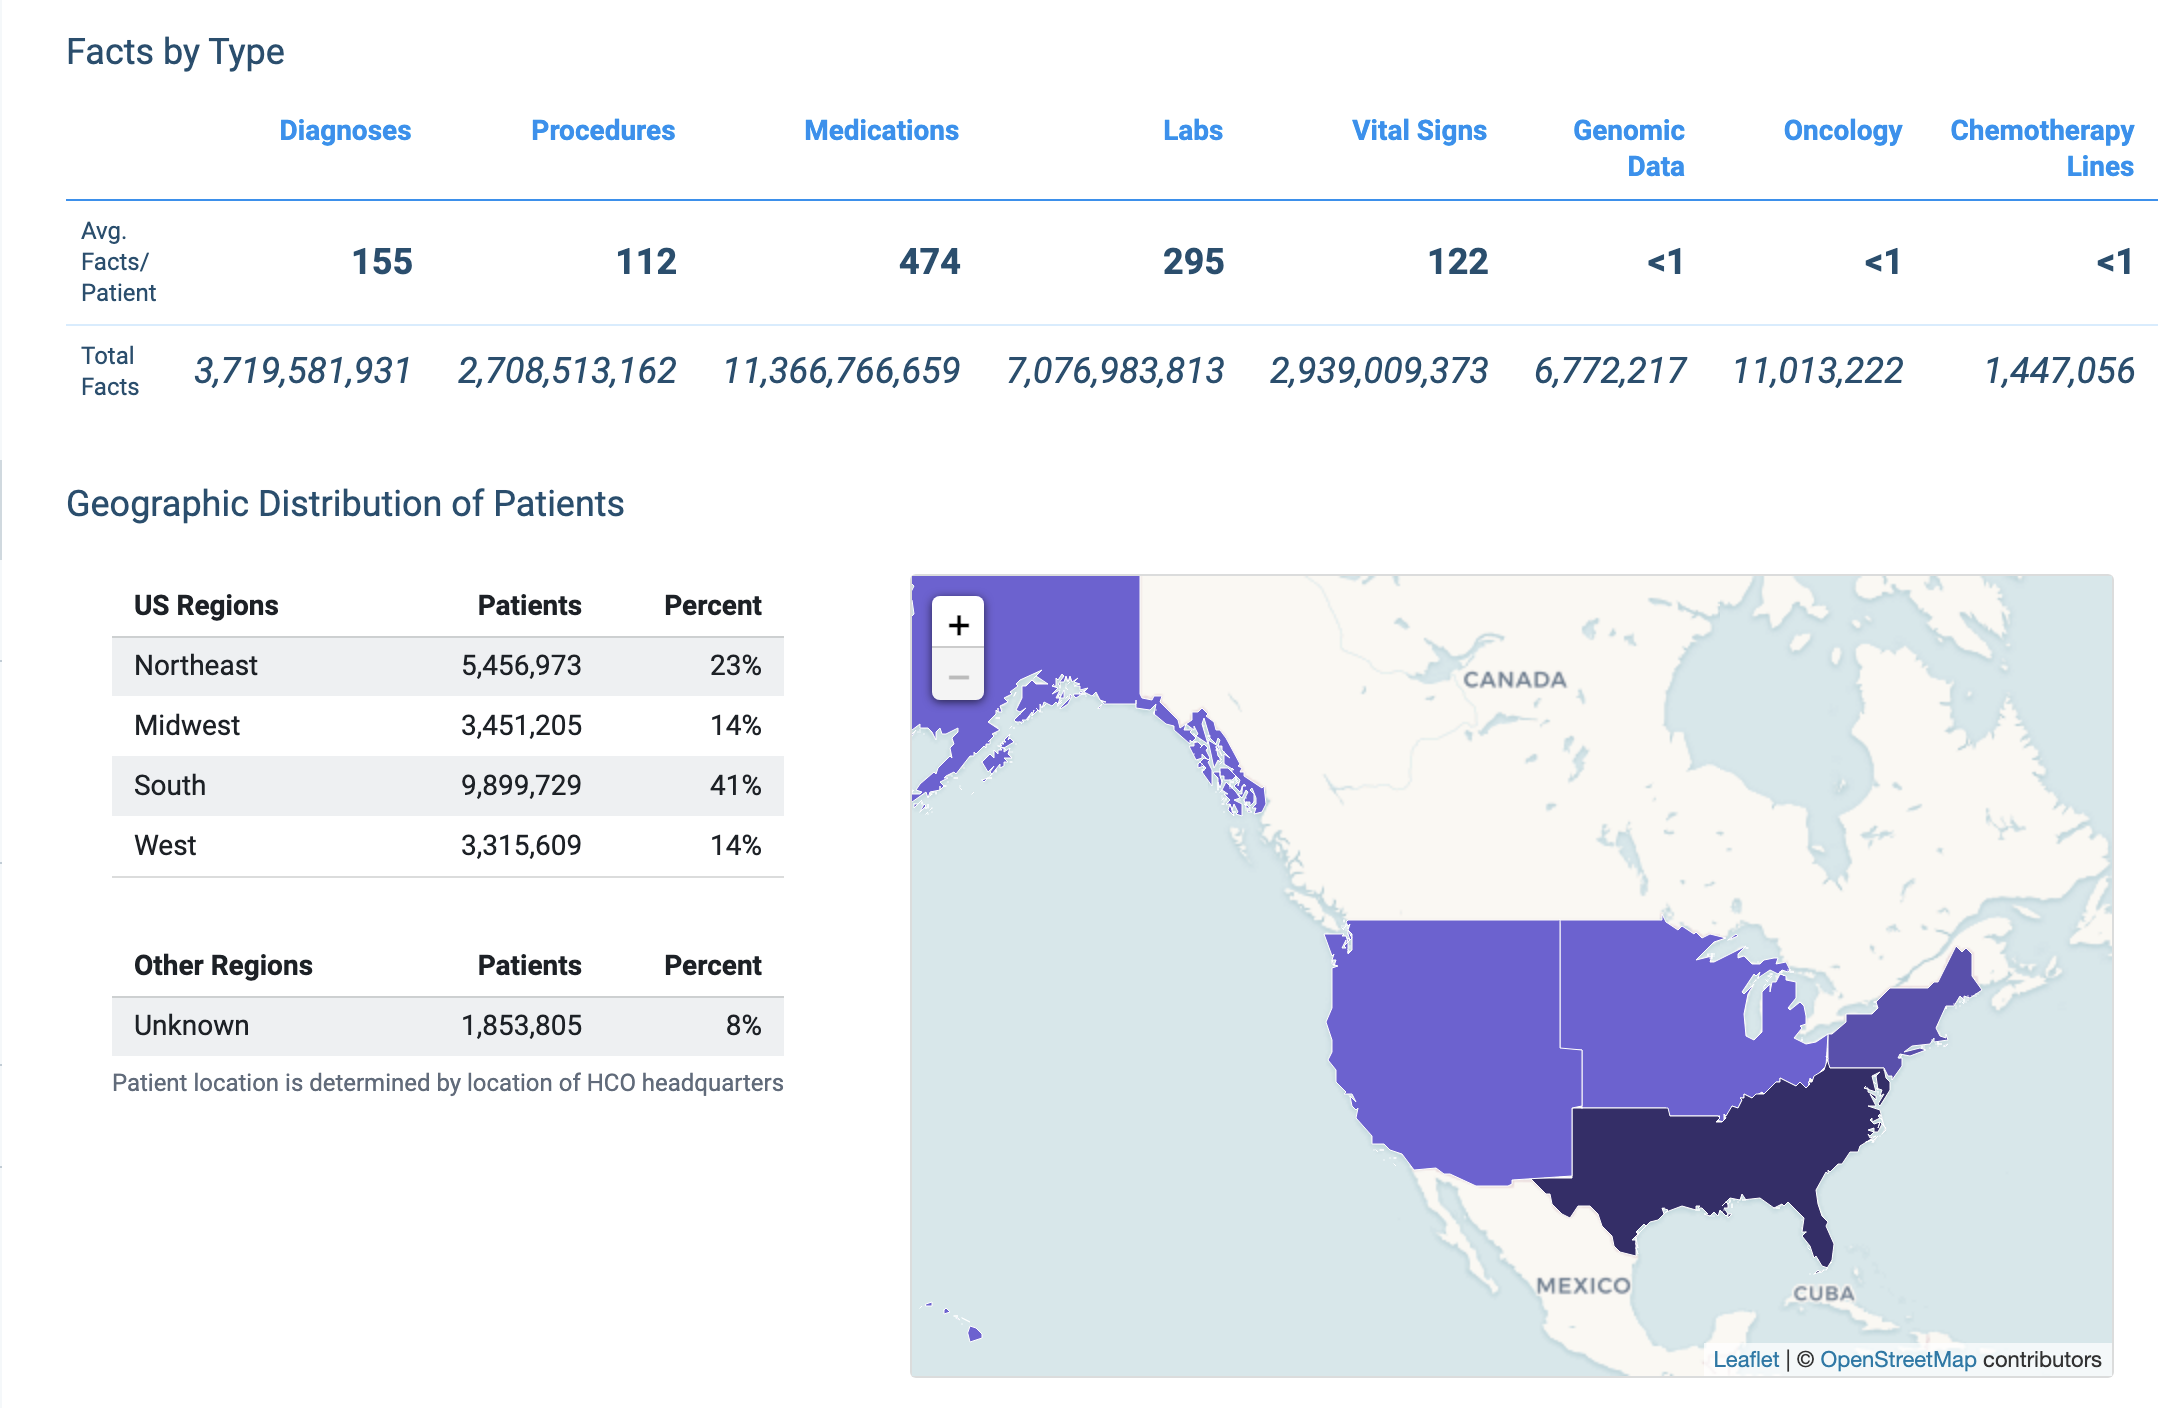 Facts by Type
Diagnoses Procedures Medications Labs Vital Signs Genomic Data Oncology Chemotherapy Lines
Avg. Facts/ Patient 155 112 474 295 122 <1 <1 <1
Total Facts 3,719,581,931 2,708,513,162 11,366,766,659 7,076,983,813 2,939,009,373 6,772,217 11,013,222 1,447,056
Geographic Distribution of Patients
US Regions Patients Percent
Northeast 5,456,973 23%
Midwest 3,451,205 14%
South 9,899,729 41%
West 3,315,609 14%
Other Regions Patients Percent
Unknown 1,853,805 8%
Patient location is determined by location of HCO headquarters
+
−
CANADA
MEXICO
CUBA
Leaflet | © OpenStreetMap contributors